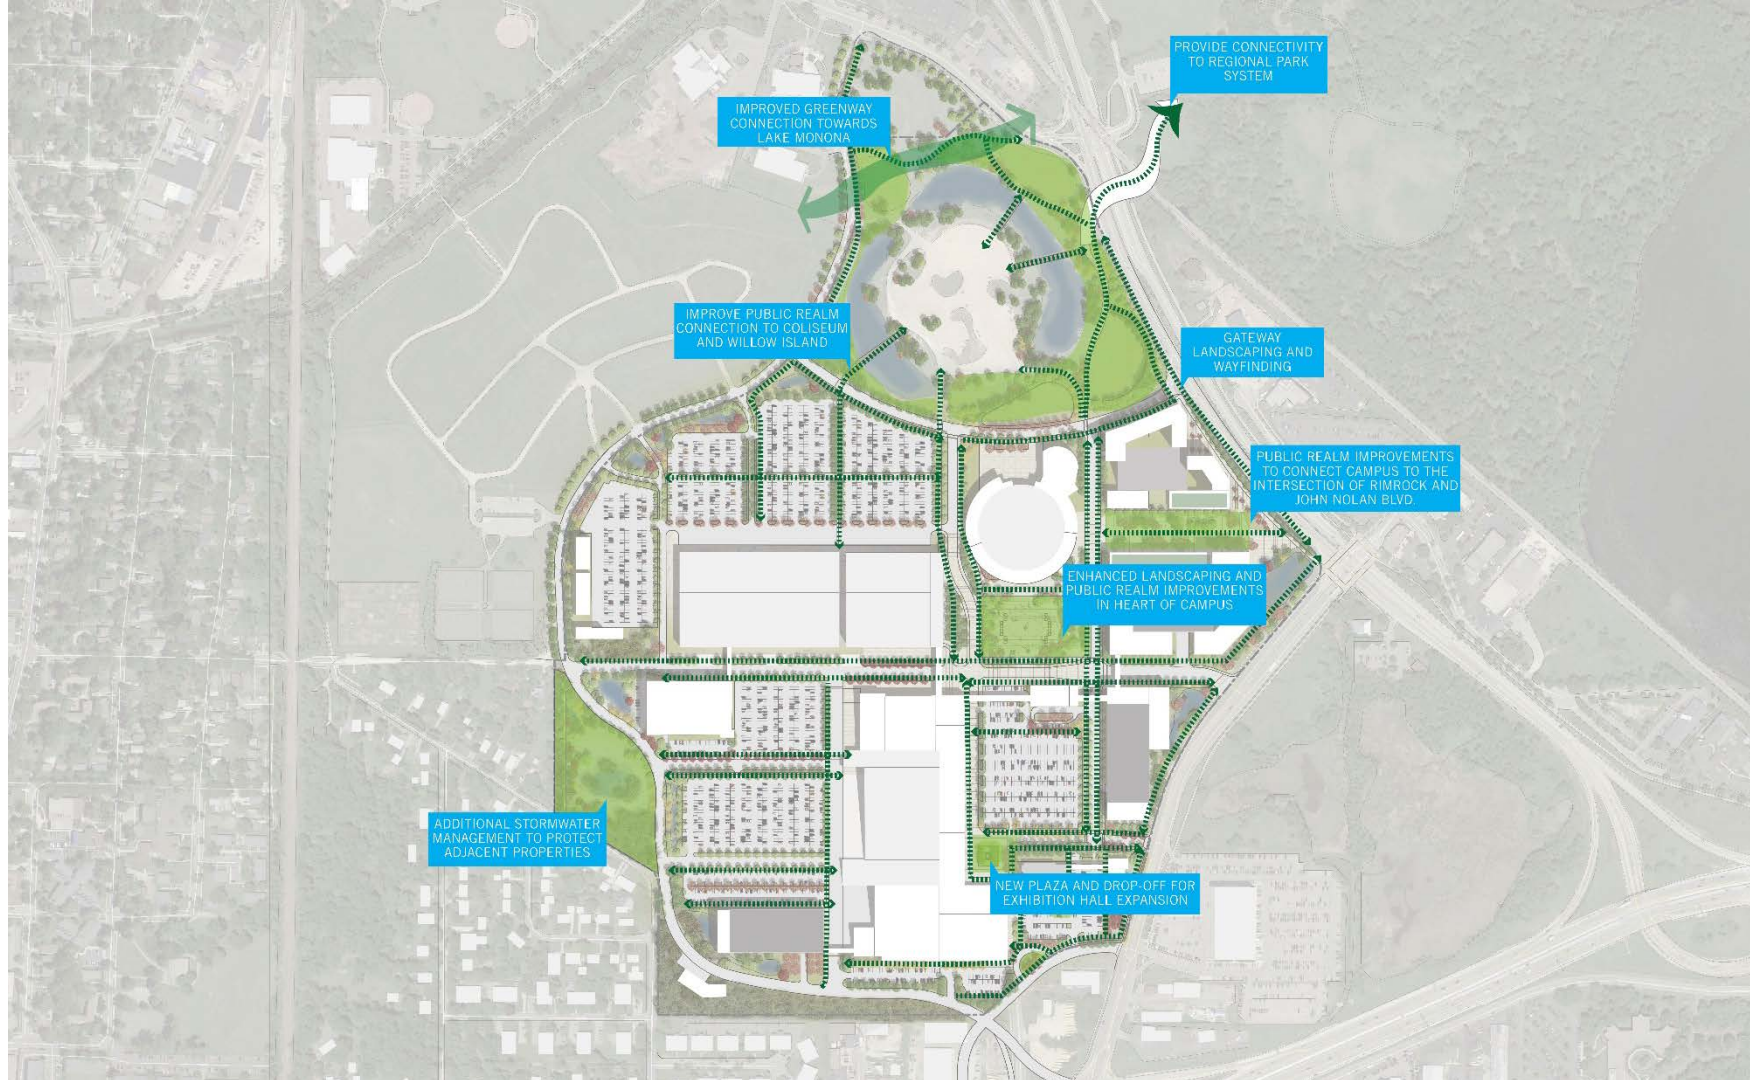 PROVIDE CONNECTIVITY
TO REGIONAL PARK
SYSTEM
IMPROVED GREENWAY
CONNECTION TOWARDS
LAKE MONONA
IMPROVE PUBLIC REALM
CONNECTION TO COLISEUM
AND WILLOW ISLAND
GATEWAY
LANDSCAPING AND
WAYFINDING
PUBLIC REALM IMPROVEMENTS
TO CONNECT CAMPUS TO THE
INTERSECTION OF RIMROCK AND
JOHN NOLAN BLVD.
ENHANCED LANDSCAPING AND
PUBLIC REALM IMPROVEMENTS
IN HEART OF CAMPUS
ADDITIONAL STORMWATER
MANAGEMENT TO PROTECT
ADJACENT PROPERTIES
NEW PLAZA AND DROP-OFF FOR
EXHIBITION HALL EXPANSION